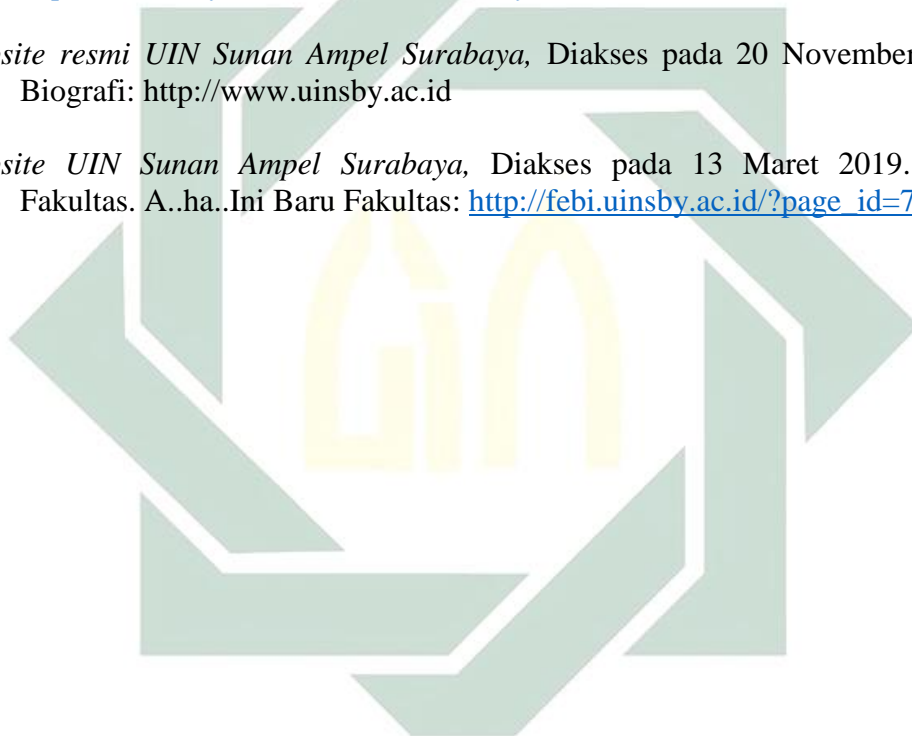 site resmi UIN Sunan Ampel Surabaya, Diakses pada 20 November
Biografi: http://www.uinsby.ac.id
site UIN Sunan Ampel Surabaya, Diakses pada 13 Maret 2019.
Fakultas. A..ha..Ini Baru Fakultas: http://febi.uinsby.ac.id/?page_id=7
uin